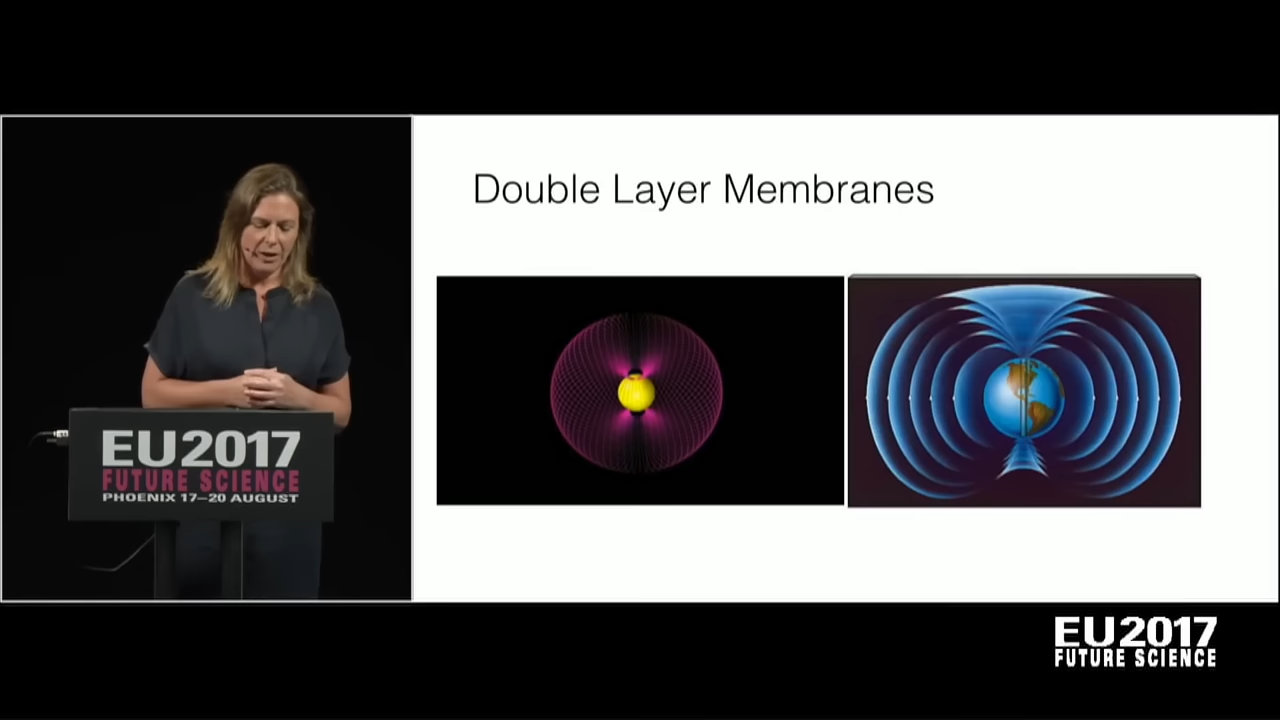 Double Layer Membranes
EU2017
FUTURE SCIENCE
PHOENIX 17–20 AUGUST
EU2017
FUTURE SCIENCE